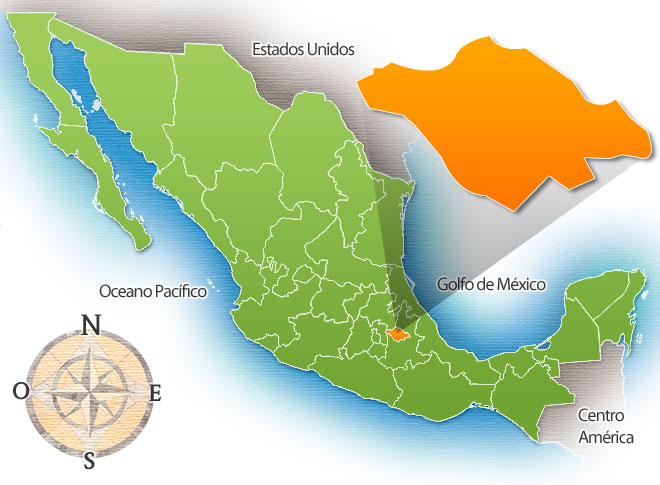 Estados Unidos
Golfo de México
Oceano Pacífico
N
O
E
S
Centro
América